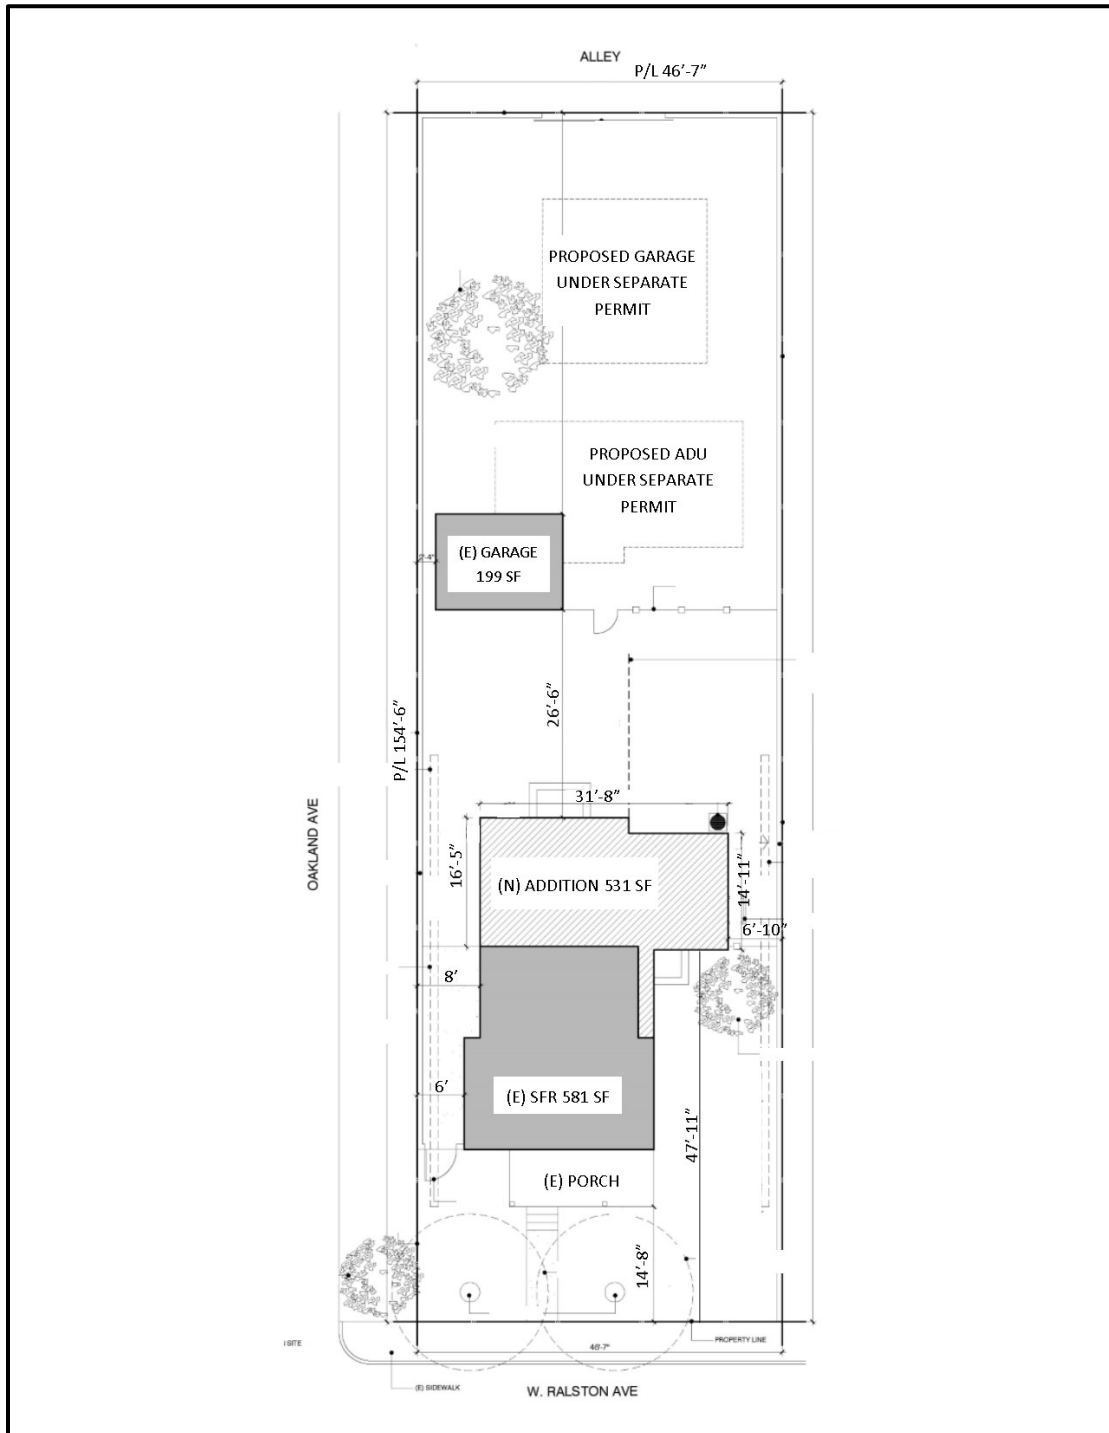 ALLEY
P/L 46’-7”
PROPOSED GARAGE
UNDER SEPARATE
PERMIT
PROPOSED ADU
UNDER SEPARATE
PERMIT
(E) GARAGE
199 SF
2'-4"
26’-6”
P/L 154’-6”
31’-8”
OAKLAND AVE
16’-5”
(N) ADDITION 531 SF
14’-11”
6’-10”
8’
6’
(E) SFR 581 SF
47’-11”
(E) PORCH
14’-8”
PROPERTY LINE
46'-7"
SITE
(E) SIDEWALK
W. RALSTON AVE